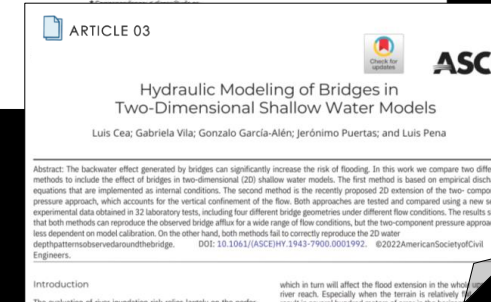 ARTICLE 03
Check for
updates
ASC
Hydraulic Modeling of Bridges in
Two-Dimensional Shallow Water Models
Luis Cea; Gabriela Vila; Gonzalo García-Alén; Jerónimo Puertas; and Luis Pena
Abstract: The backwater effect generated by bridges can significantly increase the risk of flooding. In this work we compare two diffe
methods to include the effect of bridges in two-dimensional (2D) shallow water models. The first method is based on empirical disch
equations that are implemented as internal conditions. The second method is the recently proposed 2D extension of the two- compo
pressure approach, which accounts for the vertical confinement of the flow. Both approaches are tested and compared using a new s
experimental data obtained in 32 laboratory tests, including four different bridge geometries under different flow conditions. The results s
that both methods can reproduce the observed bridge afflux for a wide range of flow conditions, but the two-component pressure approa
less dependent on model calibration. On the other hand, both methods fail to correctly reproduce the 2D water
depthpatternsobservedaroundthebridge. DOI: 10.1061/(ASCE)HY.1943-7900.0001992. ©2022AmericanSocietyofCivil
Engineers.
Introduction
which in turn will affect the flood extension in the whole
river reach. Especially when the terrain is relatively